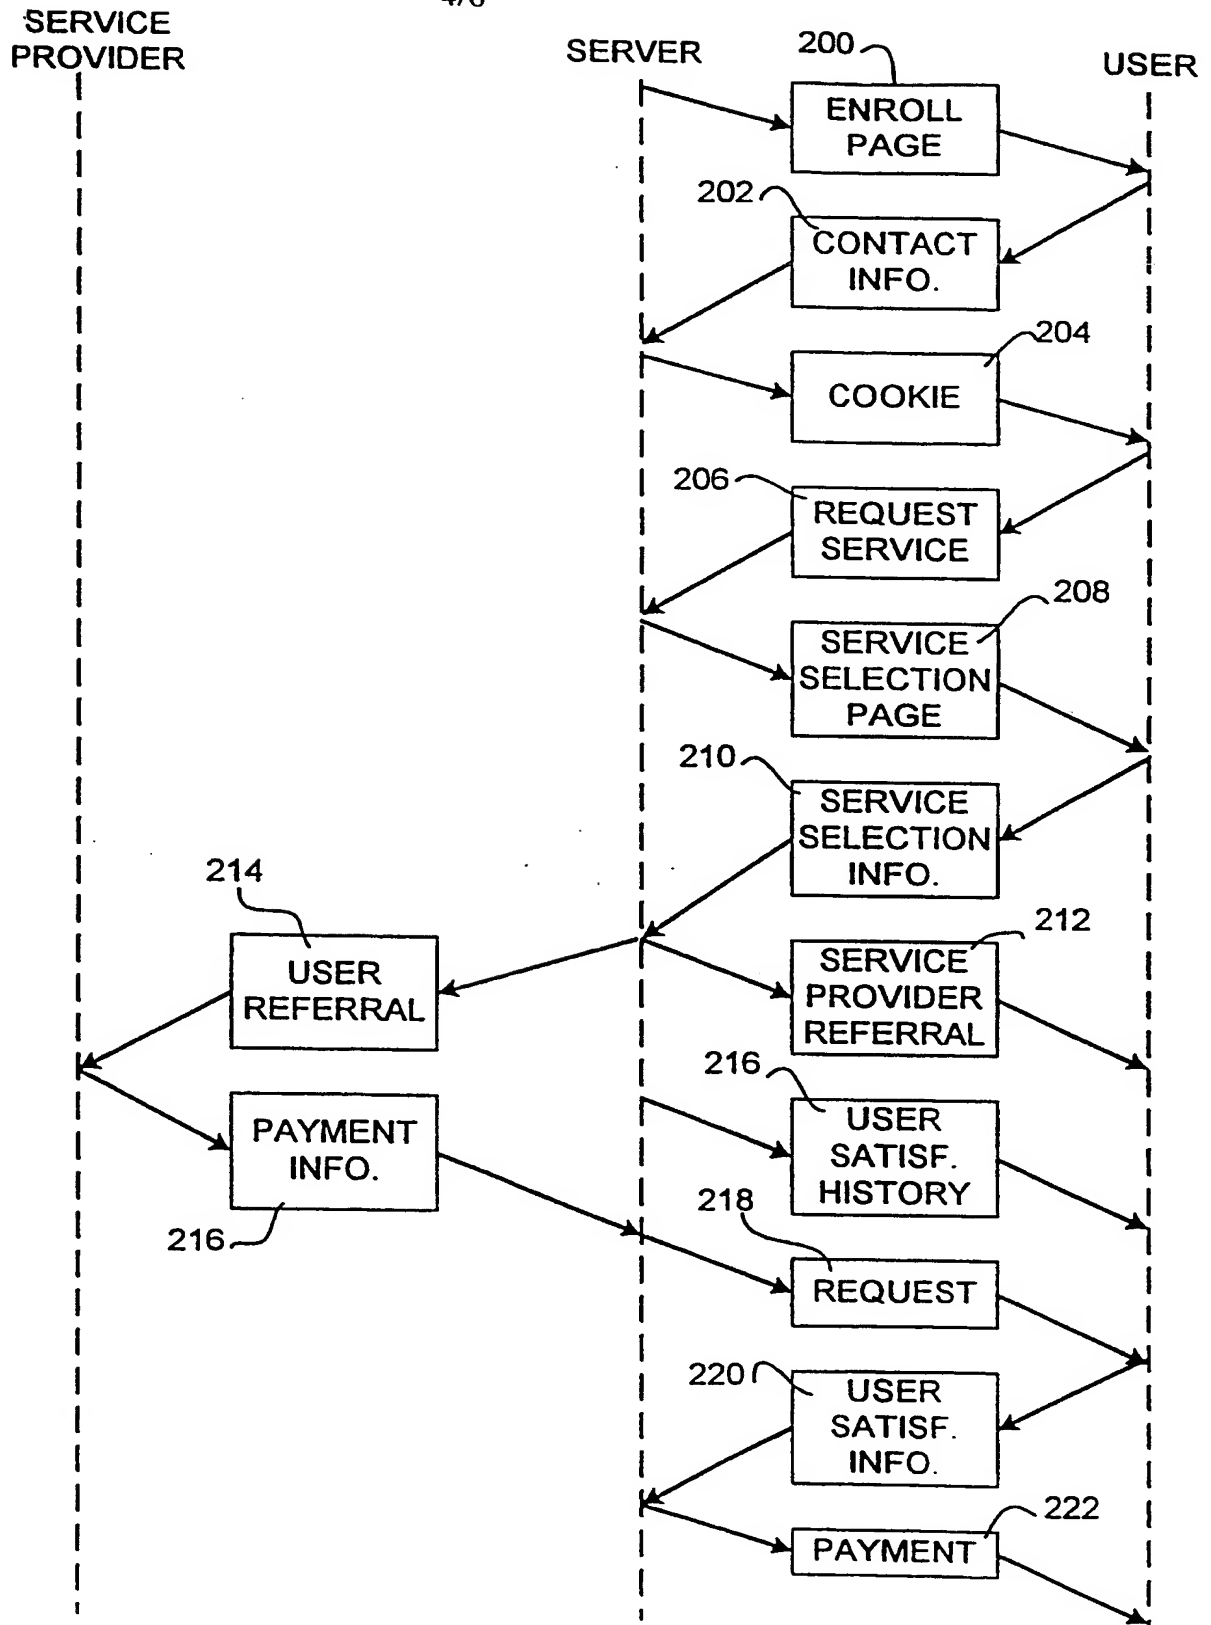 SERVICE
PROVIDER
SERVER
USER
200
ENROLL
PAGE
202
CONTACT
INFO.
204
COOKIE
206
REQUEST
SERVICE
208
SERVICE
SELECTION
PAGE
210
SERVICE
SELECTION
INFO.
214
USER
REFERRAL
212
SERVICE
PROVIDER
REFERRAL
216
USER
SATISF.
HISTORY
PAYMENT
INFO.
216
218
REQUEST
220
USER
SATISF.
INFO.
222
PAYMENT